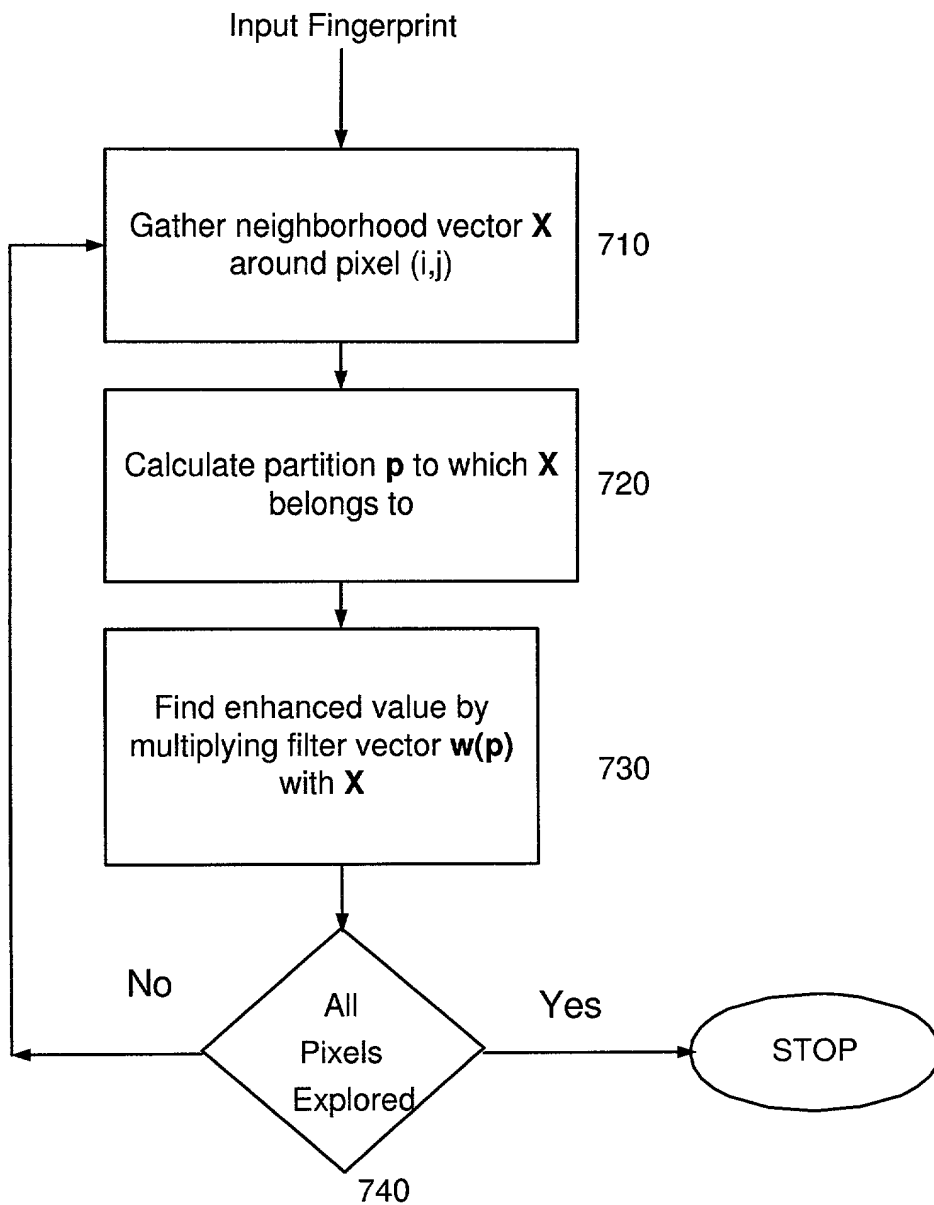 Input Fingerprint
Gather neighborhood vector X
around pixel (i,j)
710
Calculate partition p to which X
belongs to
720
Find enhanced value by
multiplying filter vector w(p)
with X
730
No
All
Pixels
Explored
Yes
STOP
740